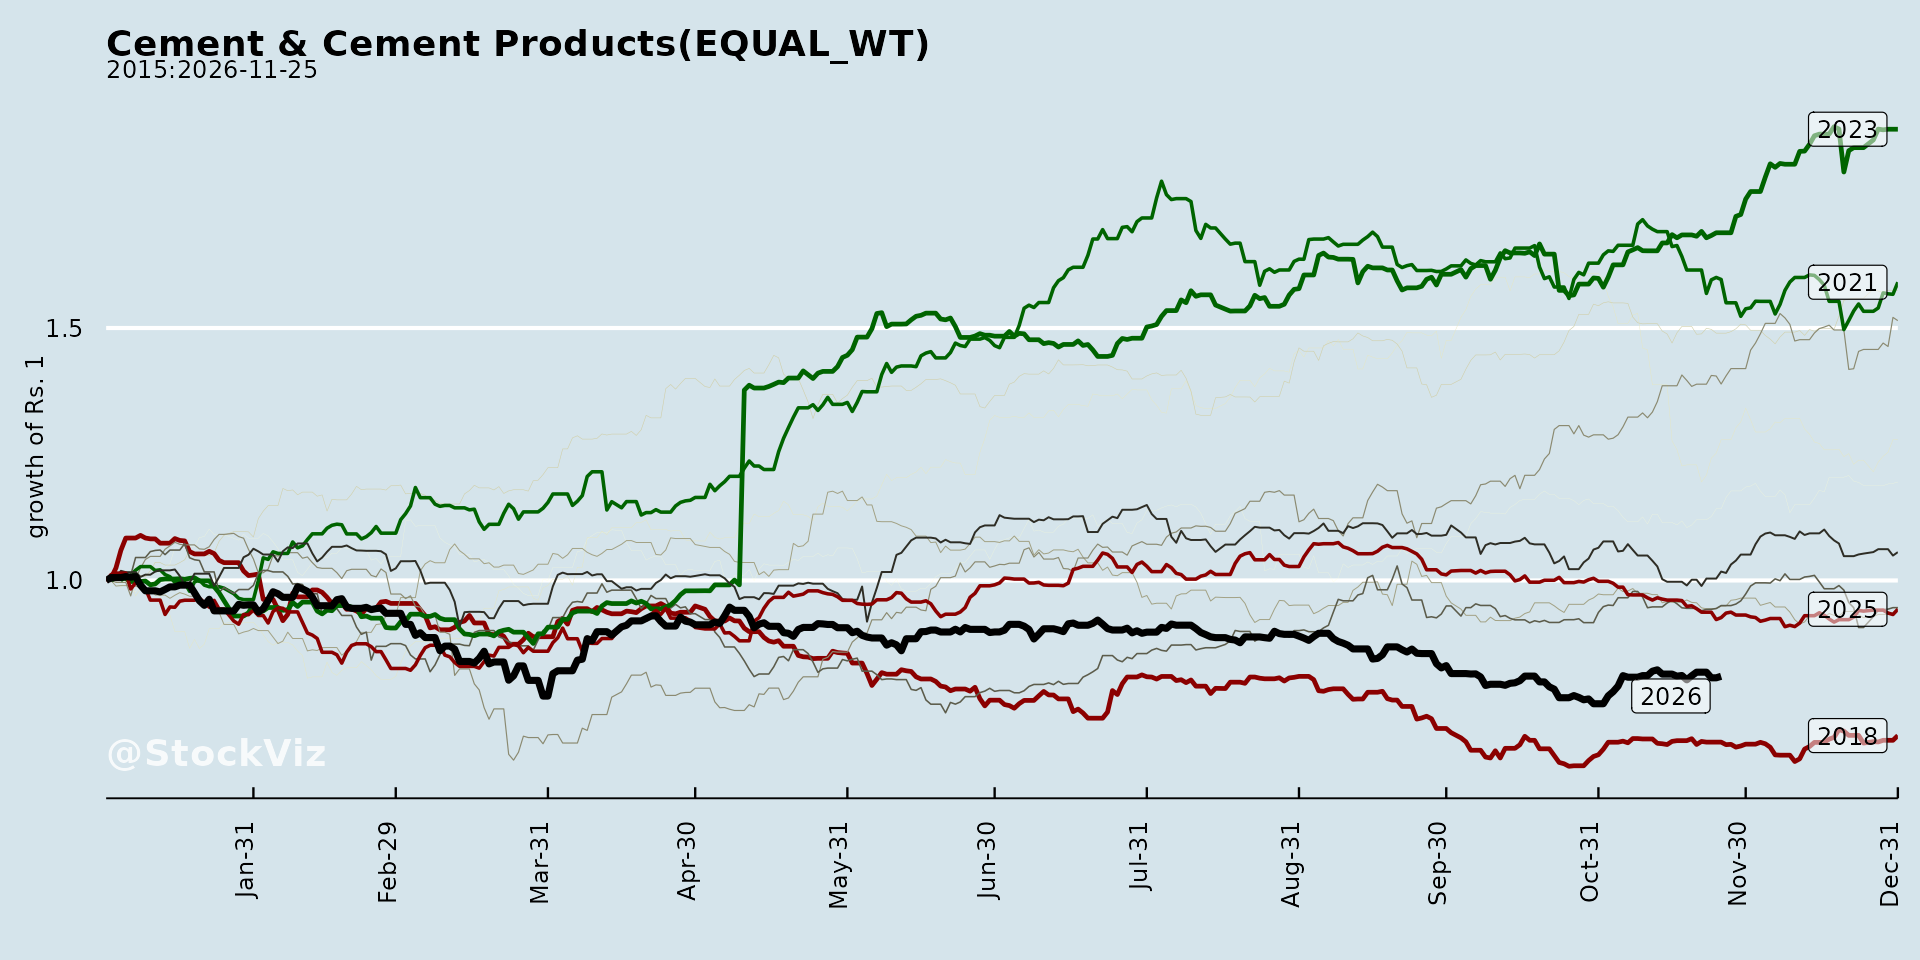 Cement & Cement Products(EQUAL_WT)
2015:2026-11-25
2023
2021
1.5
growth of Rs. 1
1.0
2025
2026
2018
@StockViz
Jan-31
Feb-29
Mar-31
Apr-30
May-31
Jun-30
Jul-31
Aug-31
Sep-30
Oct-31
Nov-30
Dec-31